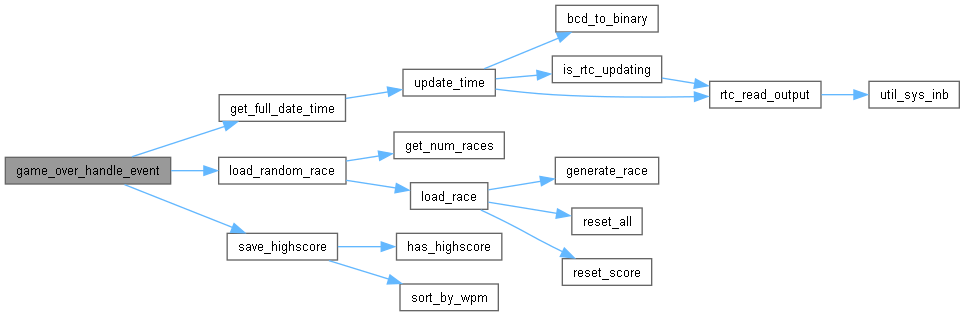 bcd_to_binary
is_rtc_updating
update_time
rtc_read_output
util_sys_inb
get_full_date_time
get_num_races
game_over_handle_event
load_random_race
generate_race
load_race
reset_all
save_highscore
has_highscore
reset_score
sort_by_wpm